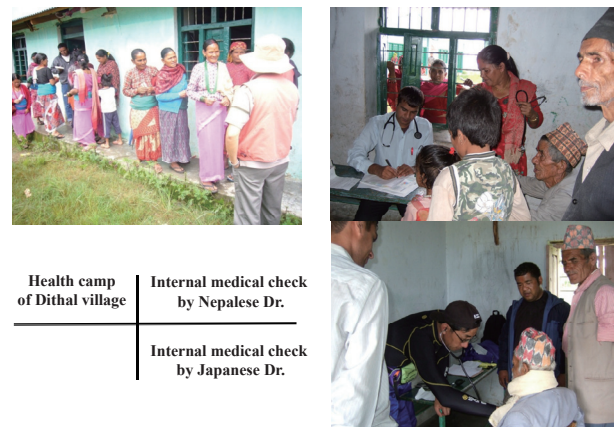 Health camp
of Dithal village
Internal medical check
by Nepalese Dr.
Internal medical check
by Japanese Dr.